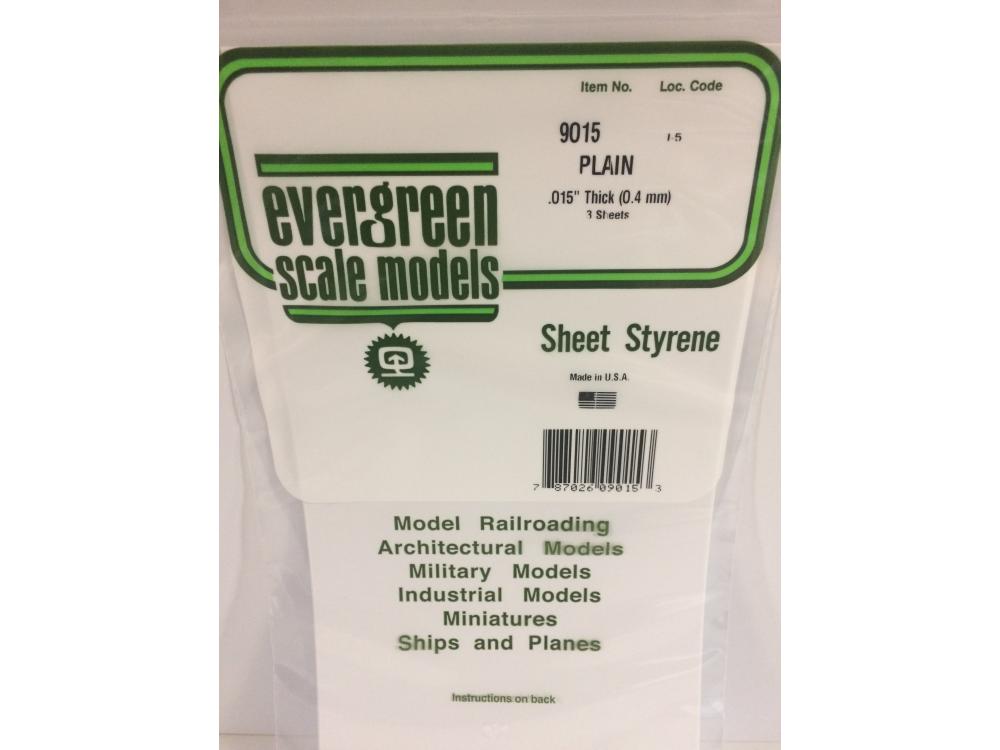 Item No. Loc. Code
9015 I-5
PLAIN
.015" Thick (0.4 mm)
3 Sheets
evergreen
scale models
Sheet Styrene
Made in U.S.A.
7 87026 09015 3
Model Railroading
Architectural Models
Military Models
Industrial Models
Miniatures
Ships and Planes
Instructions on back